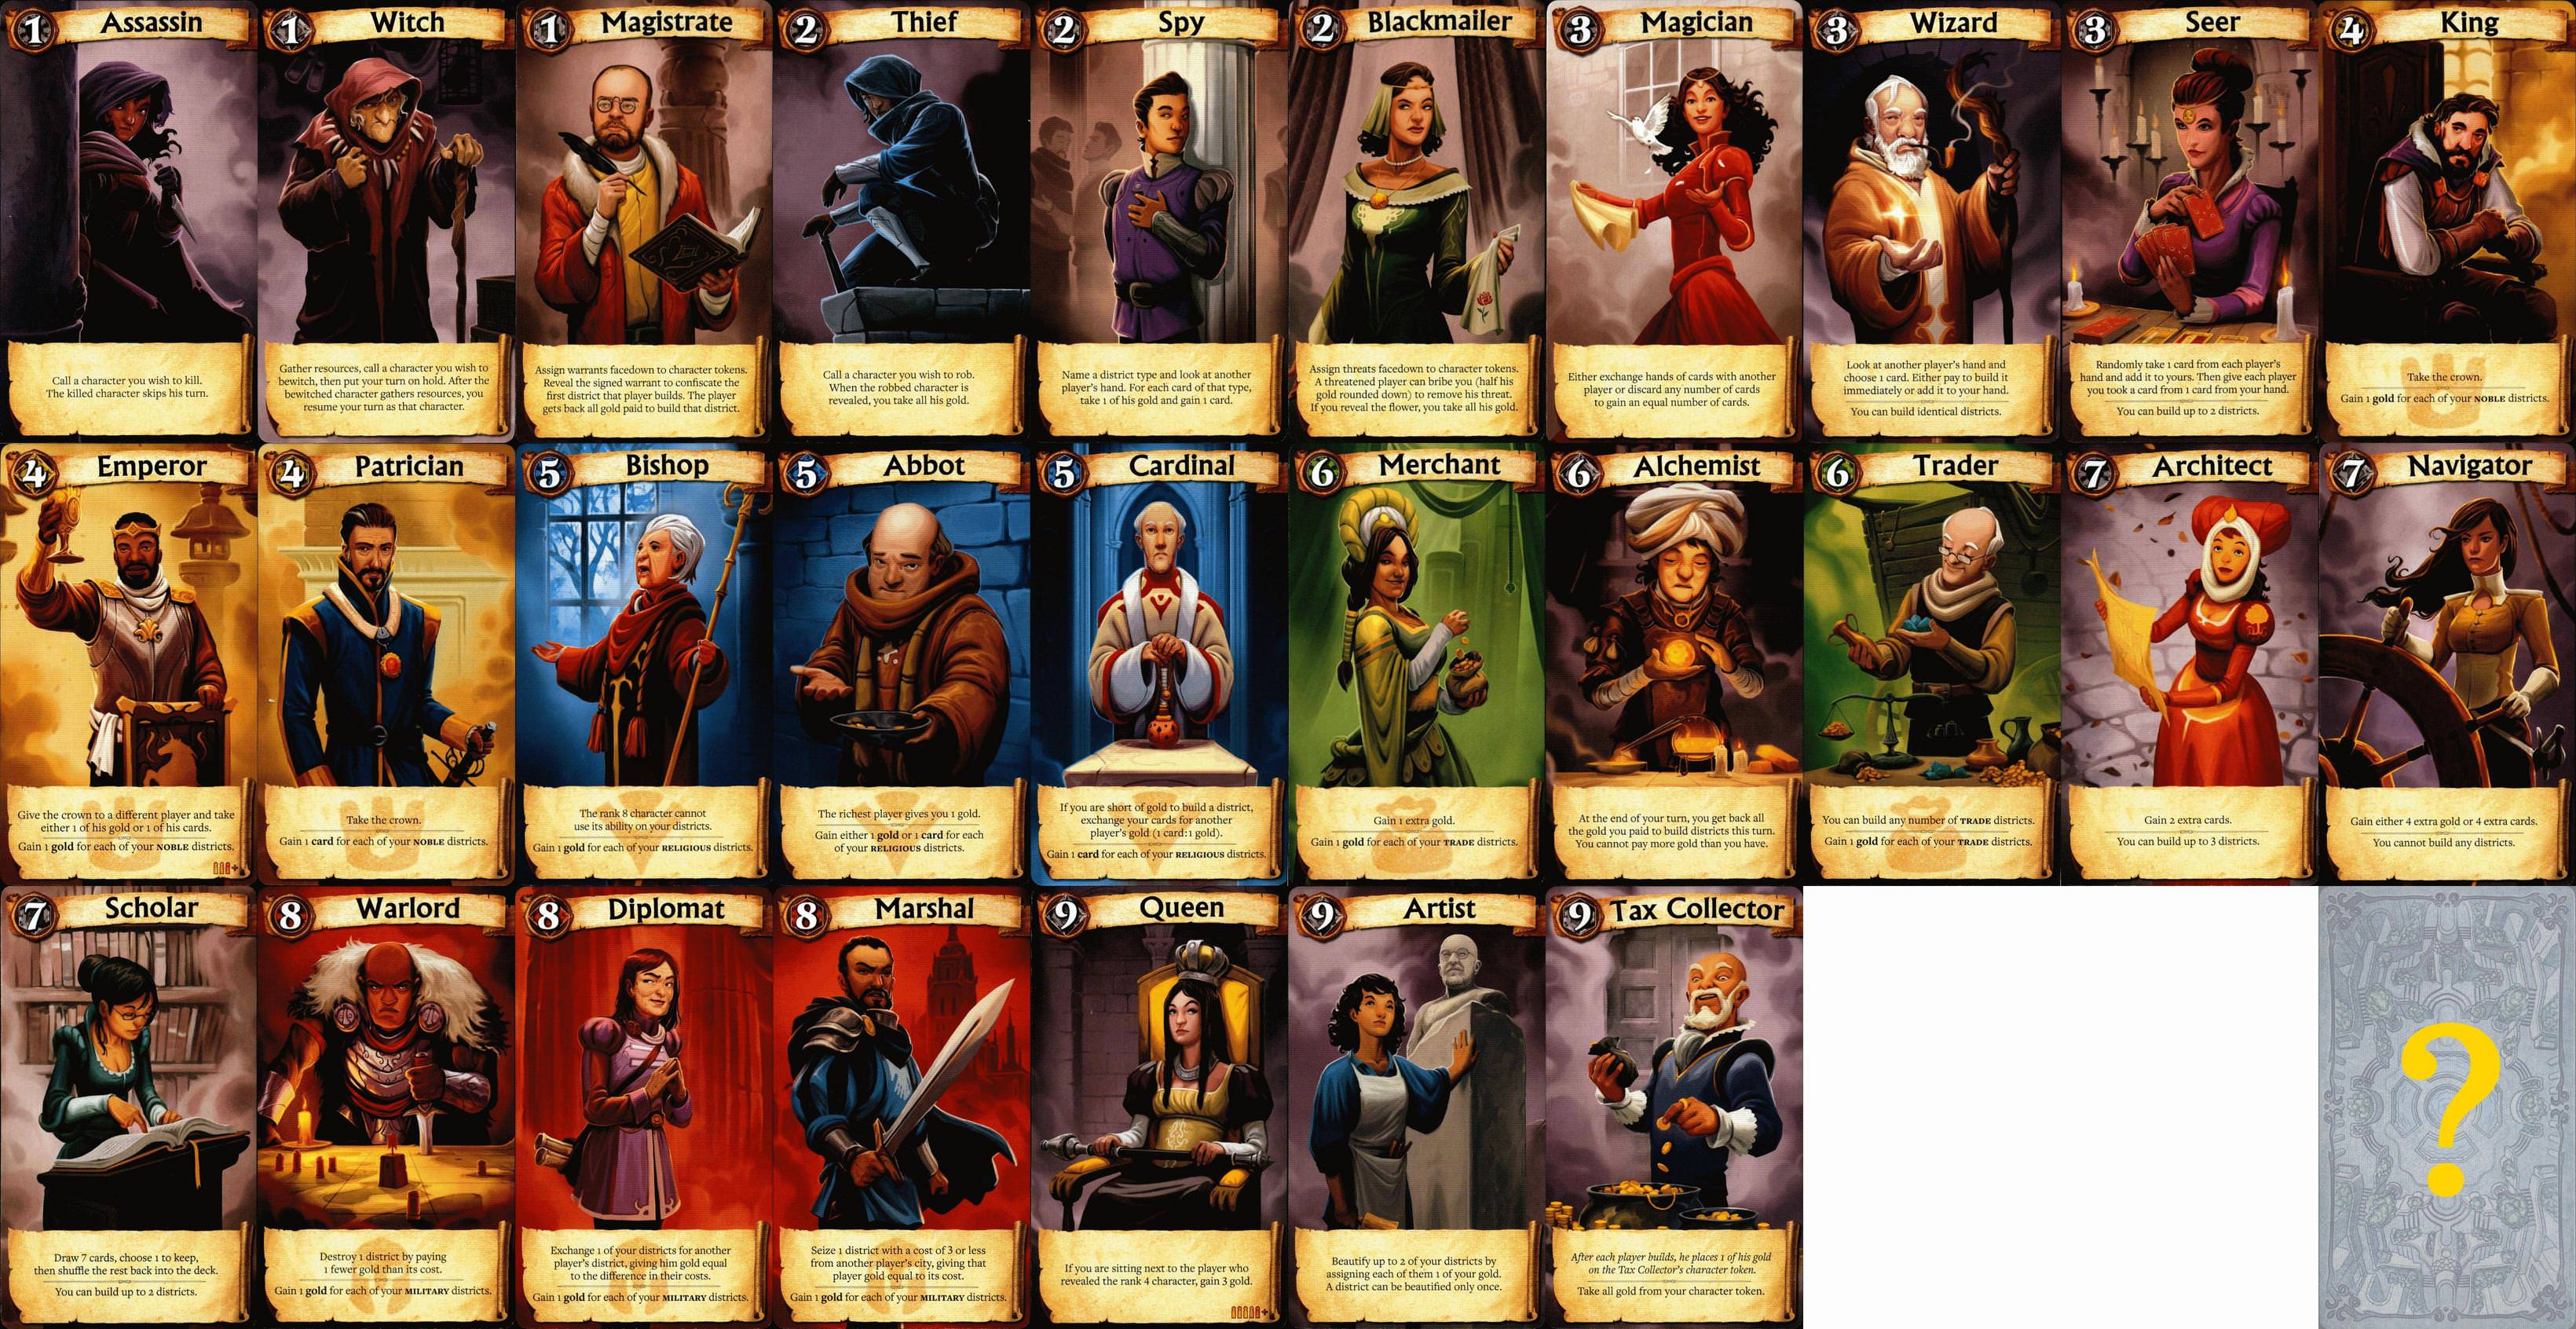 1 Assassin
Call a character you wish to kill.
The killed character skips his turn.
1 Witch
Gather resources, call a character you wish to
bewitch, then put your turn on hold. After the
bewitched character gathers resources, you
resume your turn as that character.
1 Magistrate
Assign warrants facedown to character tokens.
Reveal the signed warrant to confiscate the
first district that player builds. The player
gets back all gold paid to build that district.
2 Thief
Call a character you wish to rob.
When the robbed character is
revealed, you take all his gold.
2 Spy
Name a district type and look at another
player's hand. For each card of that type,
take 1 of his gold and gain 1 card.
2 Blackmailer
Assign threats facedown to character tokens.
A threatened player can bribe you (half his
gold rounded down) to remove his threat.
If you reveal the flower, you take all his gold.
3 Magician
Either exchange hands of cards with another
player or discard any number of cards
to gain an equal number of cards.
3 Wizard
Look at another player's hand and
choose 1 card. Either pay to build it
immediately or add it to your hand.
You can build identical districts.
3 Seer
Randomly take 1 card from each player's
hand and add it to yours. Then give each player
you took a card from 1 card from your hand.
You can build up to 2 districts.
4 King
Take the crown.
Gain 1 gold for each of your NOBLE districts.
4 Emperor
Give the crown to a different player and take
either 1 of his gold or 1 of his cards.
Gain 1 gold for each of your NOBLE districts.
4 Patrician
Take the crown.
Gain 1 card for each of your NOBLE districts.
5 Bishop
The rank 8 character cannot
use its ability on your districts.
Gain 1 gold for each of your RELIGIOUS districts.
5 Abbot
The richest player gives you 1 gold.
Gain either 1 gold or 1 card for each
of your RELIGIOUS districts.
5 Cardinal
If you are short of gold to build a district,
exchange your cards for another
player's gold (1 card:1 gold).
Gain 1 card for each of your RELIGIOUS districts.
6 Merchant
Gain 1 extra gold.
Gain 1 gold for each of your TRADE districts.
6 Alchemist
At the end of your turn, you get back all
the gold you paid to build districts this turn.
You cannot pay more gold than you have.
6 Trader
You can build any number of TRADE districts.
Gain 1 gold for each of your TRADE districts.
7 Architect
Gain 2 extra cards.
You can build up to 3 districts.
7 Navigator
Gain either 4 extra gold or 4 extra cards.
You cannot build any districts.
7 Scholar
Draw 7 cards, choose 1 to keep,
then shuffle the rest back into the deck.
You can build up to 2 districts.
8 Warlord
Destroy 1 district by paying
1 fewer gold than its cost.
Gain 1 gold for each of your MILITARY districts.
8 Diplomat
Exchange 1 of your districts for another
player's district, giving him gold equal
to the difference in their costs.
Gain 1 gold for each of your MILITARY districts.
8 Marshal
Seize 1 district with a cost of 3 or less
from another player's city, giving that
player gold equal to its cost.
Gain 1 gold for each of your MILITARY districts.
9 Queen
If you are sitting next to the player who
revealed the rank 4 character, gain 3 gold.
9 Artist
Beautify up to 2 of your districts by
assigning each of them 1 of your gold.
A district can be beautified only once.
9 Tax Collector
After each player builds, he places 1 of his gold
on the Tax Collector's character token.
Take all gold from your character token.
?